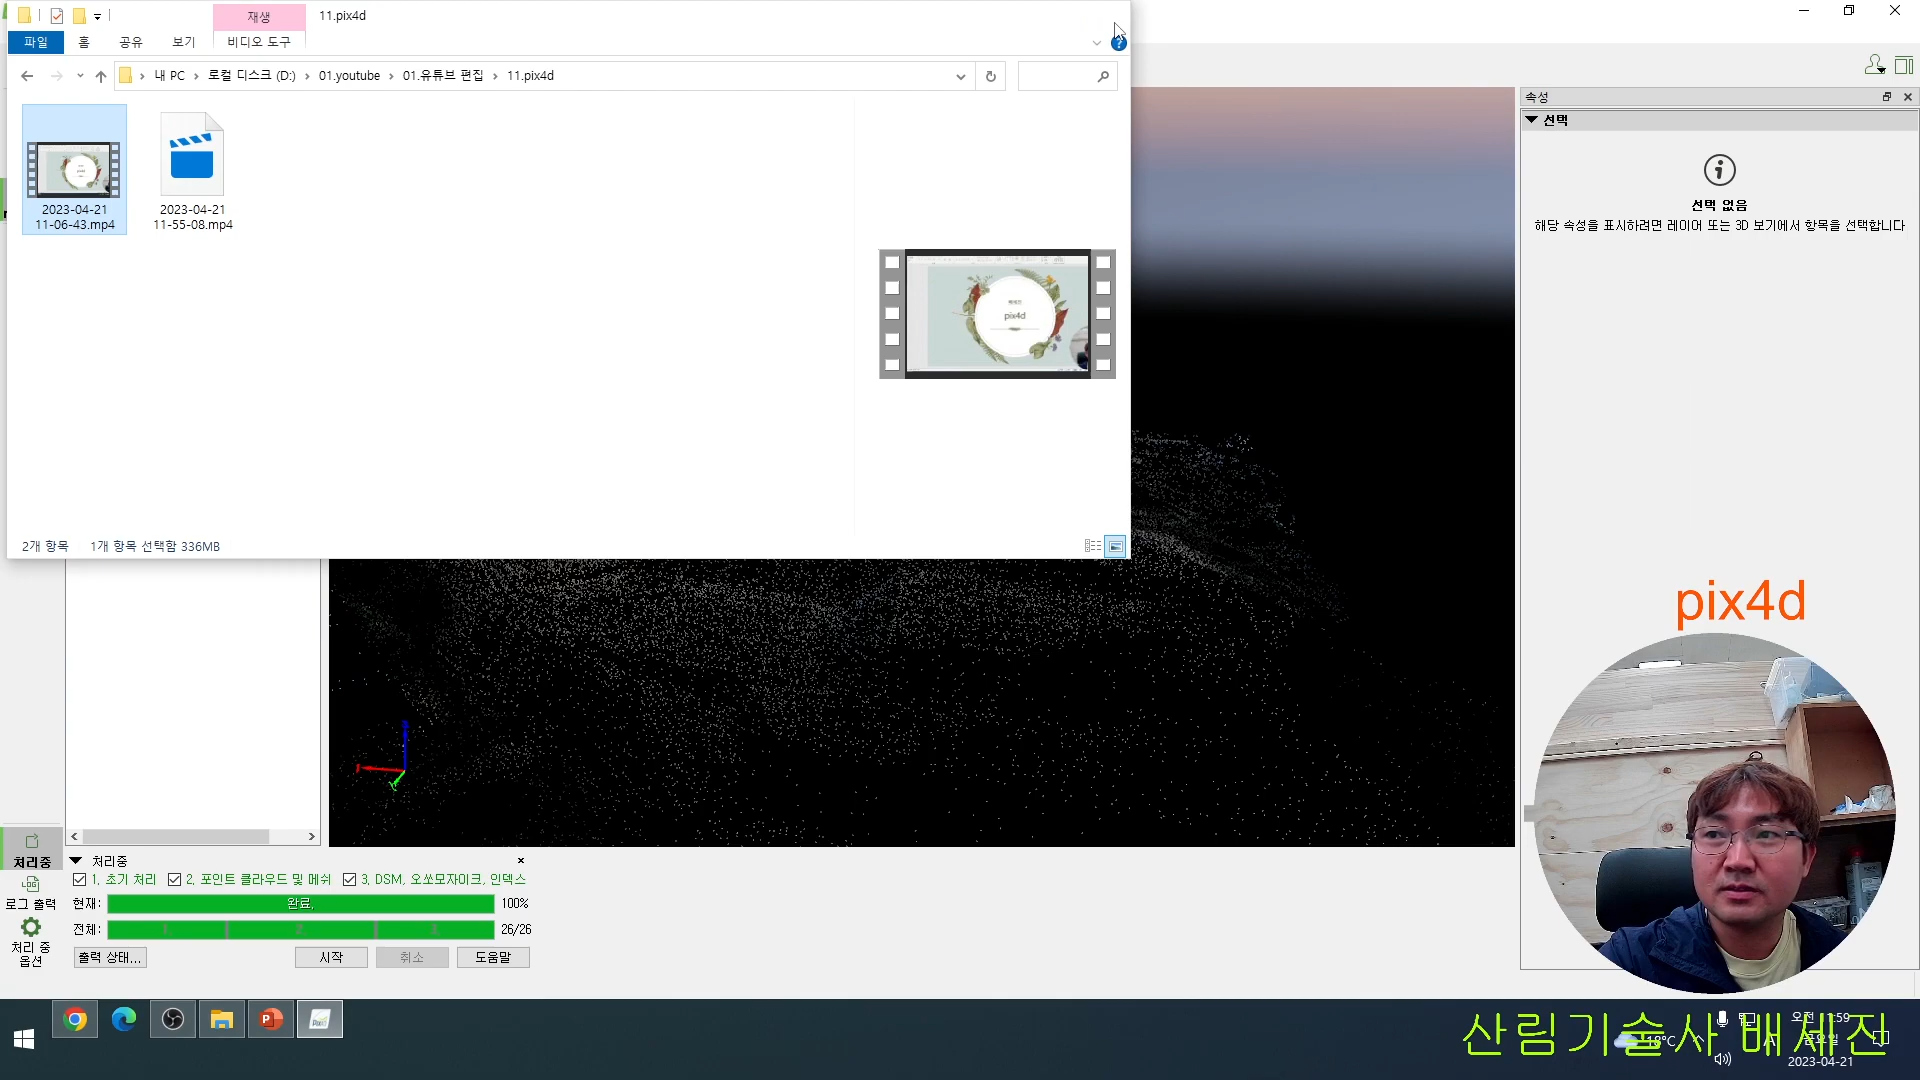 재생
11.pix4d
파일
홈
공유
보기
비디오 도구
내 PC
로컬 디스크 (D:)
01.youtube
01.유튜브 편집
11.pix4d
2023-04-21
11-06-43.mp4
2023-04-21
11-55-08.mp4
pix4d
2개 항목
1개 항목 선택함 336MB
속성
선택
선택 없음
해당 속성을 표시하려면 레이어 또는 3D 보기에서 항목을 선택합니다
pix4d
처리중
로그 출력
처리 중
옵션
처리중
1. 초기 처리
2. 포인트 클라우드 및 메쉬
3. DSM, 오쏘모자이크, 인덱스
현재:
완료.
100%
전체:
26/26
출력 상태...
시작
취소
도움말
산림기술사 배세진
18°C
2023-04-21